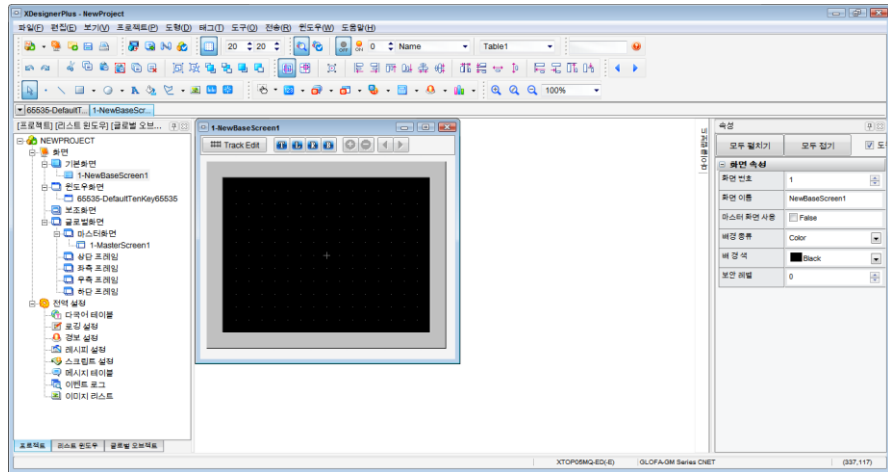 XDesignerPlus - NewProject
파일(F) 편집(E) 보기(V) 프로젝트(P) 도형(D) 태그(T) 도구(O) 전송(R) 윈도우(W) 도움말(H)
20 20 OFF 0 Name Table1
100%
65535-DefaultT... 1-NewBaseScr...
[프로젝트] [리스트 윈도우] [글로벌 오브...
NEWPROJECT
화면
기본화면
1-NewBaseScreen1
윈도우화면
65535-DefaultTenKey65535
보조화면
글로벌화면
마스터화면
1-MasterScreen1
상단 프레임
좌측 프레임
우측 프레임
하단 프레임
전역 설정
다국어 테이블
로깅 설정
경보 설정
레시피 설정
스크립트 설정
메시지 테이블
이벤트 로그
이미지 리스트
프로젝트 리스트 윈도우 글로벌 오브젝트
1-NewBaseScreen1
Track Edit
속성
모두 펼치기 모두 접기 도
화면 속성
화면 번호 1
화면 이름 NewBaseScreen1
마스터 화면 사용 False
배경 종류 Color
배경색 Black
보안 레벨 0
XTOP05MQ-ED(-E) GLOFA-GM Series CNET (337,117)